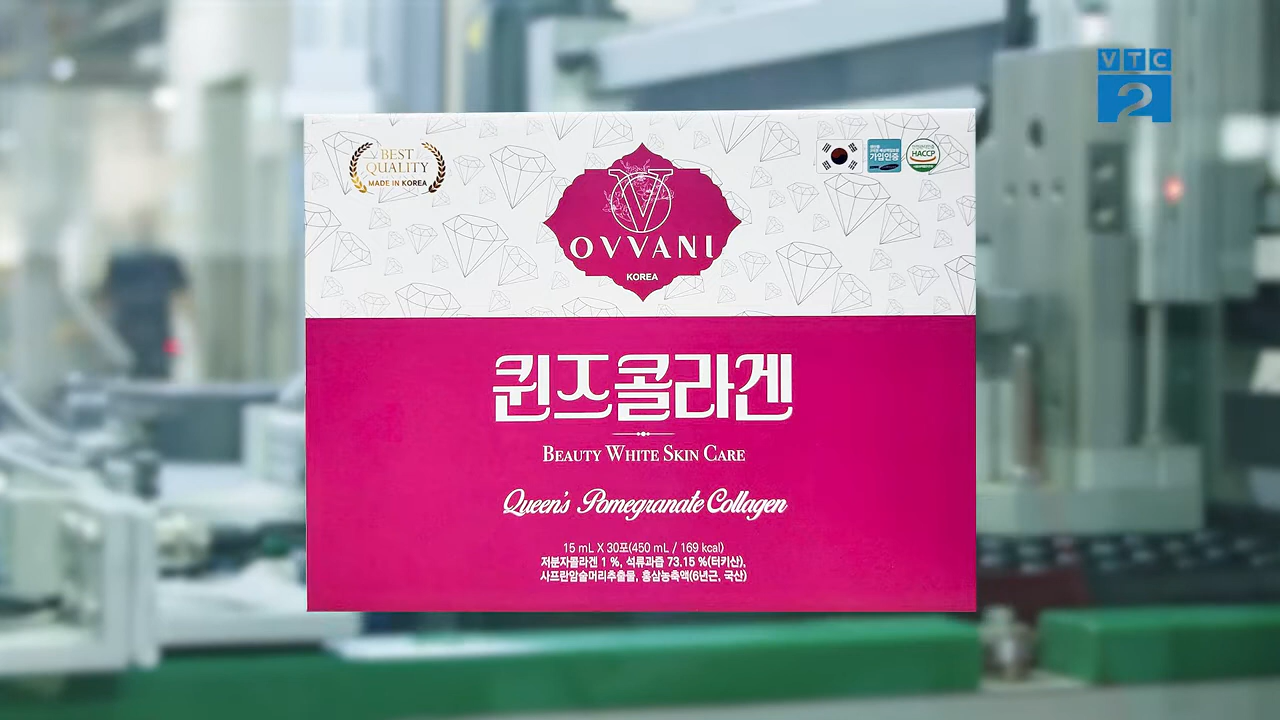 VTC
2
BEST
QUALITY
MADE IN KOREA
가입인증
HACCP
OVVANI
KOREA
퀸즈콜라겐
BEAUTY WHITE SKIN CARE
Queen's Pomegranate Collagen
15 mL X 30포(450 mL / 169 kcal)
저분자콜라겐 1 %, 석류과즙 73.15 %(터키산),
사프란암술머리추출물, 홍삼농축액(6년근, 국산)